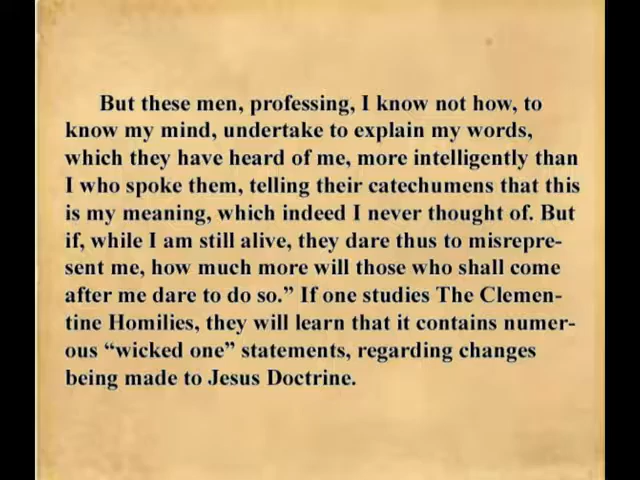 But these men, professing, I know not how, to
know my mind, undertake to explain my words,
which they have heard of me, more intelligently than
I who spoke them, telling their catechumens that this
is my meaning, which indeed I never thought of. But
if, while I am still alive, they dare thus to misrepre-
sent me, how much more will those who shall come
after me dare to do so.” If one studies The Clemen-
tine Homilies, they will learn that it contains numer-
ous “wicked one” statements, regarding changes
being made to Jesus Doctrine.